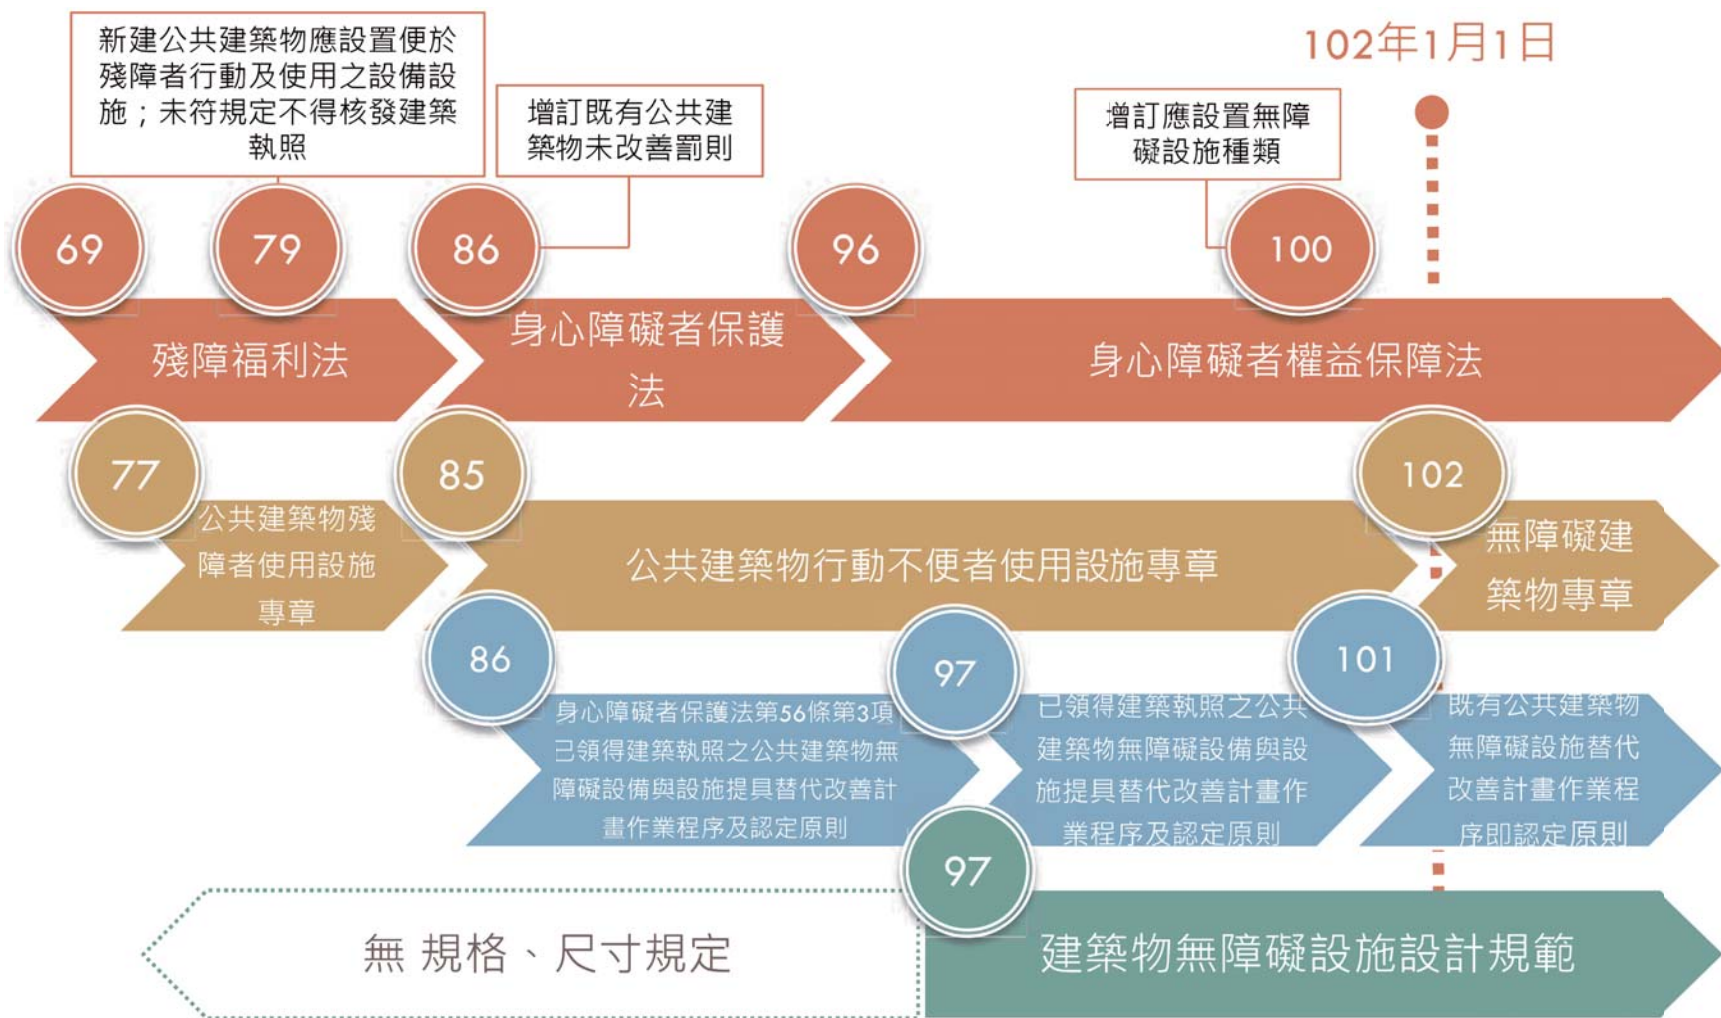 新建公共建築物應設置便於
殘障者行動及使用之設備設
施；未符規定不得核發建築
執照
增訂既有公共建
築物未改善罰則
增訂應設置無障
礙設施種類
102年1月1日
69
79
86
96
100
殘障福利法
身心障礙者保護
法
身心障礙者權益保障法
77
85
102
公共建築物殘
障者使用設施
專章
公共建築物行動不便者使用設施專章
無障礙建
築物專章
86
97
101
身心障礙者保護法第56條第3項
已領得建築執照之公共建築物無
障礙設備與設施提具替代改善計
畫作業程序及認定原則
已領得建築執照之公共
建築物無障礙設備與設
施提具替代改善計畫作
業程序及認定原則
既有公共建築物
無障礙設施替代
改善計畫作業程
序即認定原則
97
無 規格、尺寸規定
建築物無障礙設施設計規範